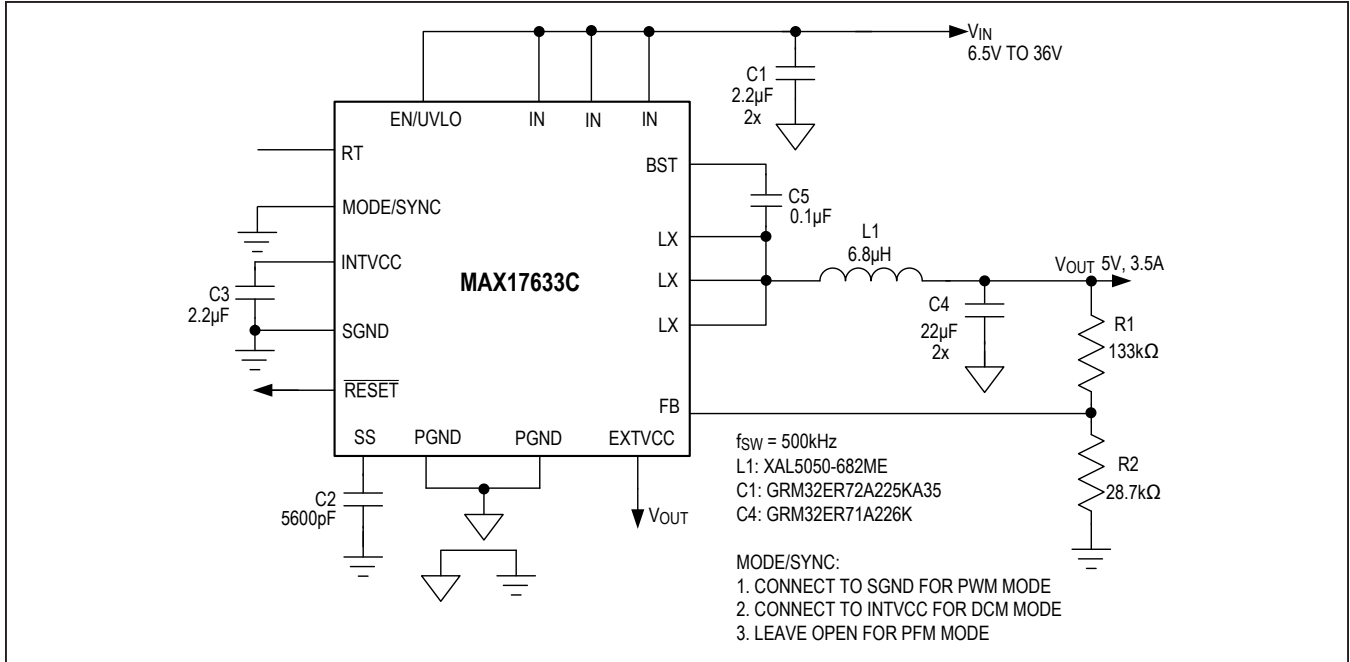 VIN
6.5V TO 36V
C1
2.2µF
2x
EN/UVLO
IN
IN
IN
RT
BST
C5
0.1µF
MODE/SYNC
LX
L1
6.8µH
INTVCC
MAX17633C
LX
VOUT 5V, 3.5A
C3
2.2µF
C4
22µF
2x
R1
133kΩ
SGND
LX
RESET
FB
SS
PGND
PGND
EXTVCC
C2
5600pF
VOUT
R2
28.7kΩ
fSW = 500kHz
L1: XAL5050-682ME
C1: GRM32ER72A225KA35
C4: GRM32ER71A226K
MODE/SYNC:
1. CONNECT TO SGND FOR PWM MODE
2. CONNECT TO INTVCC FOR DCM MODE
3. LEAVE OPEN FOR PFM MODE